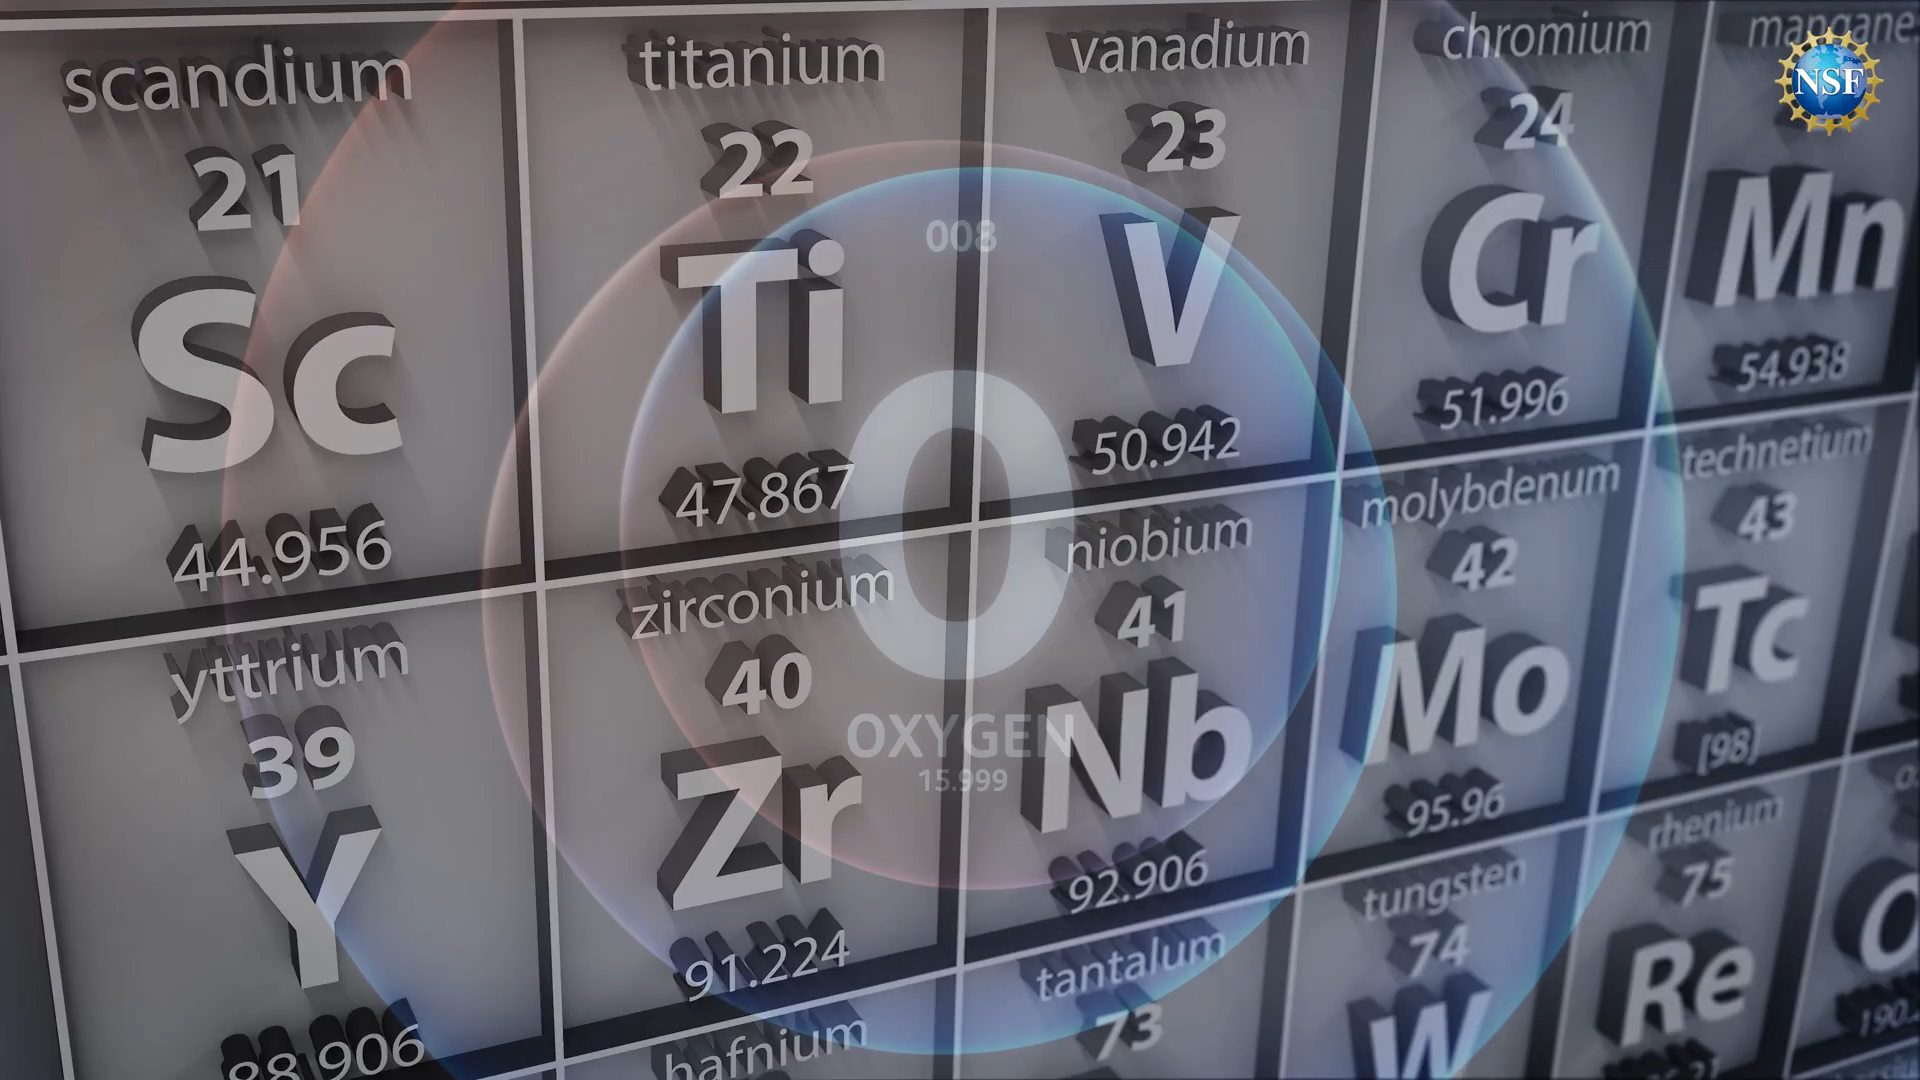 scandium
21
Sc
44.956
titanium
22
Ti
47.867
vanadium
23
V
50.942
chromium
24
Cr
51.996
Mn
54.938
NSF
008
O
OXYGEN
15.999
yttrium
39
Y
88.906
zirconium
40
Zr
91.224
niobium
41
Nb
92.906
molybdenum
42
Mo
95.96
technetium
43
Tc
[98]
hafnium
tantalum
73
tungsten
74
W
rhenium
75
Re